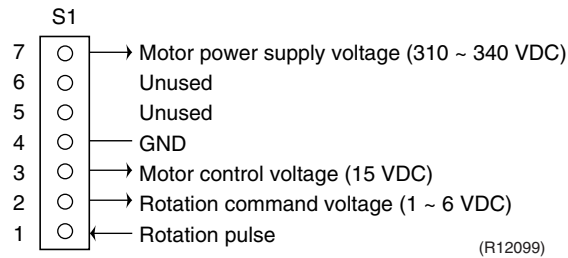 S1
7 Motor power supply voltage (310 ~ 340 VDC)
6 Unused
5 Unused
4 GND
3 Motor control voltage (15 VDC)
2 Rotation command voltage (1 ~ 6 VDC)
1 Rotation pulse
(R12099)